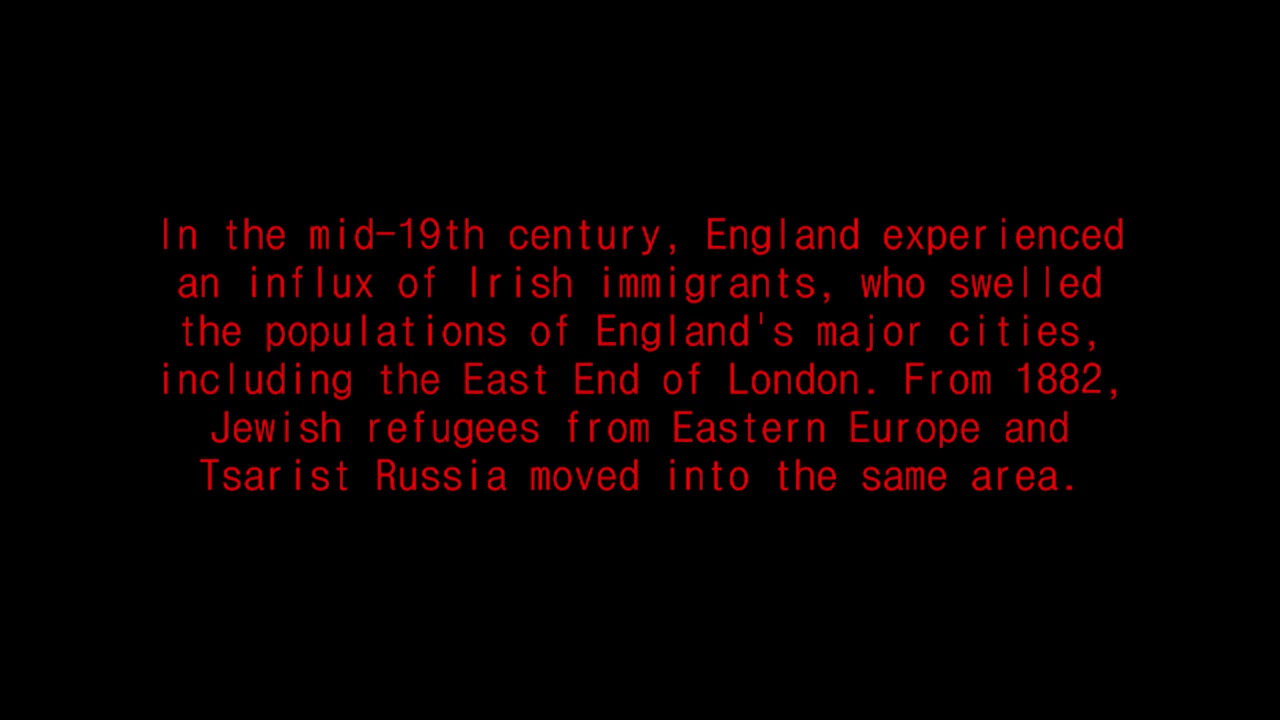 In the mid-19th century, England experienced
an influx of Irish immigrants, who swelled
the populations of England's major cities,
including the East End of London. From 1882,
Jewish refugees from Eastern Europe and
Tsarist Russia moved into the same area.